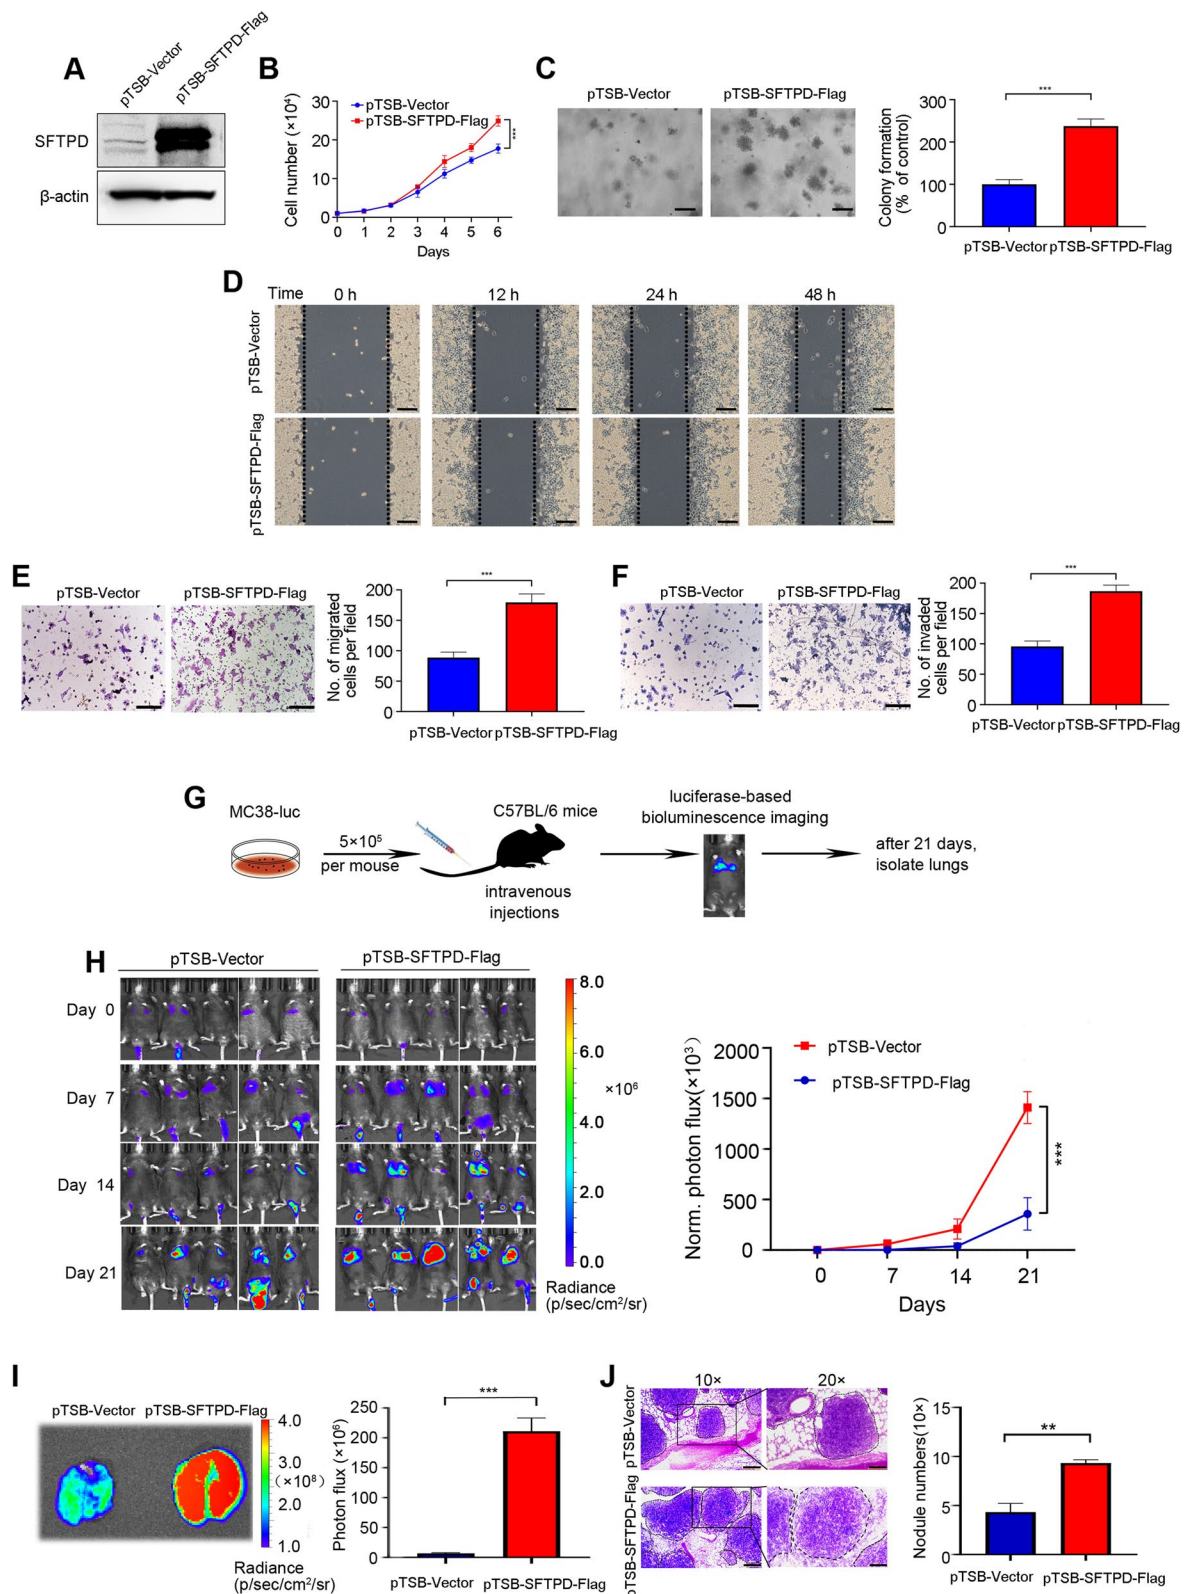 A
pTSB-Vector
pTSB-SFTPD-Flag
SFTPD
β-actin
B
Cell number (×10⁴)
30
20
10
0
pTSB-Vector
pTSB-SFTPD-Flag
***
0 1 2 3 4 5 6
Days
C
pTSB-Vector
pTSB-SFTPD-Flag
Colony formation
(% of control)
300
200
100
0
***
pTSB-Vector pTSB-SFTPD-Flag
D
Time 0 h 12 h 24 h 48 h
pTSB-Vector
pTSB-SFTPD-Flag
E
pTSB-Vector
pTSB-SFTPD-Flag
No. of migrated
cells per field
200
150
100
50
0
***
pTSB-Vector pTSB-SFTPD-Flag
F
pTSB-Vector
pTSB-SFTPD-Flag
No. of invaded
cells per field
200
150
100
50
0
***
pTSB-Vector pTSB-SFTPD-Flag
G
MC38-luc
5×10⁵
per mouse
C57BL/6 mice
intravenous
injections
luciferase-based
bioluminescence imaging
after 21 days,
isolate lungs
H
pTSB-Vector
pTSB-SFTPD-Flag
Day 0
Day 7
Day 14
Day 21
8.0
6.0
×10⁶
4.0
2.0
0.0
Radiance
(p/sec/cm²/sr)
Norm. photon flux(×10³)
2000
1500
1000
500
0
pTSB-Vector
pTSB-SFTPD-Flag
***
0 7 14 21
Days
I
pTSB-Vector pTSB-SFTPD-Flag
4.0
3.0
(×10⁸)
2.0
1.0
Radiance
(p/sec/cm²/sr)
Photon flux (×10⁶)
250
200
150
100
50
0
***
pTSB-Vector pTSB-SFTPD-Flag
J
10× 20×
pTSB-Vector
pTSB-SFTPD-Flag
Nodule numbers(10×)
15
10
5
0
**
pTSB-Vector pTSB-SFTPD-Flag